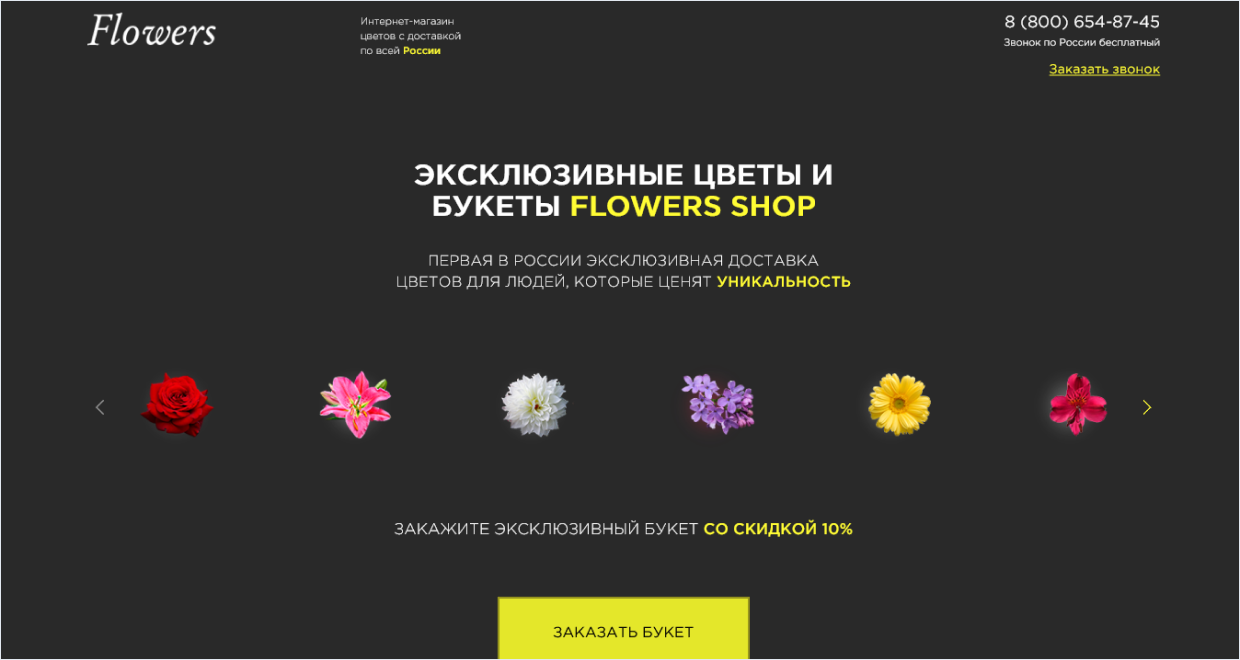 Flowers
Интернет-магазин
цветов с доставкой
по всей России
8 (800) 654-87-45
Звонок по России бесплатный
Заказать звонок
ЭКСКЛЮЗИВНЫЕ ЦВЕТЫ И
БУКЕТЫ FLOWERS SHOP
ПЕРВАЯ В РОССИИ ЭКСКЛЮЗИВНАЯ ДОСТАВКА
ЦВЕТОВ ДЛЯ ЛЮДЕЙ, КОТОРЫЕ ЦЕНЯТ УНИКАЛЬНОСТЬ
ЗАКАЖИТЕ ЭКСКЛЮЗИВНЫЙ БУКЕТ СО СКИДКОЙ 10%
ЗАКАЗАТЬ БУКЕТ